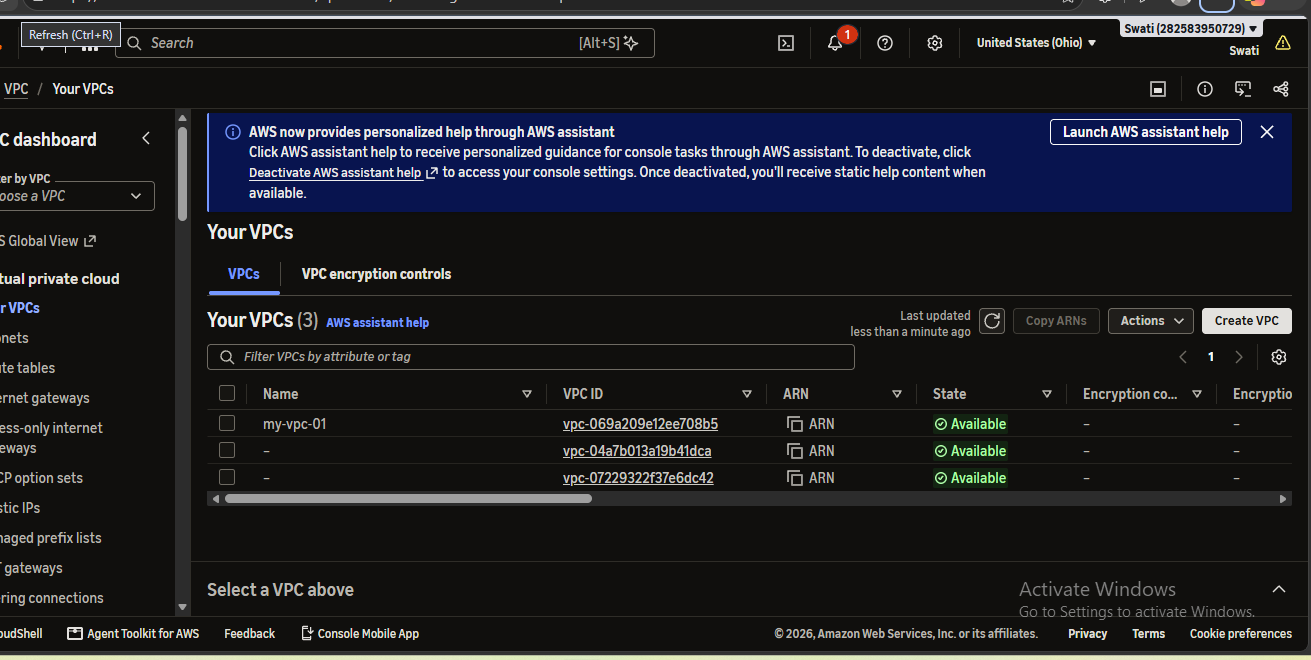 Refresh (Ctrl+R)
Search
[Alt+S]
1
United States (Ohio)
Swati (282583950729)
Swati
VPC / Your VPCs
C dashboard
er by VPC
oose a VPC
S Global View
tual private cloud
r VPCs
nets
te tables
ernet gateways
ess-only internet
eways
CP option sets
stic IPs
naged prefix lists
T gateways
ring connections
AWS now provides personalized help through AWS assistant
Click AWS assistant help to receive personalized guidance for console tasks through AWS assistant. To deactivate, click
Deactivate AWS assistant help to access your console settings. Once deactivated, you'll receive static help content when
available.
Launch AWS assistant help
Your VPCs
VPCs
VPC encryption controls
Your VPCs (3) AWS assistant help
Last updated
less than a minute ago
Copy ARNs
Actions
Create VPC
Filter VPCs by attribute or tag
1
Name VPC ID ARN State Encryption co... Encryptio
my-vpc-01 vpc-069a209e12ee708b5 ARN Available –  –
– vpc-04a7b013a19b41dca ARN Available – –
– vpc-07229322f37e6dc42 ARN Available – –
Select a VPC above
Activate Windows
Go to Settings to activate Windows.
oudShell Agent Toolkit for AWS Feedback Console Mobile App © 2026, Amazon Web Services, Inc. or its affiliates. Privacy Terms Cookie preferences